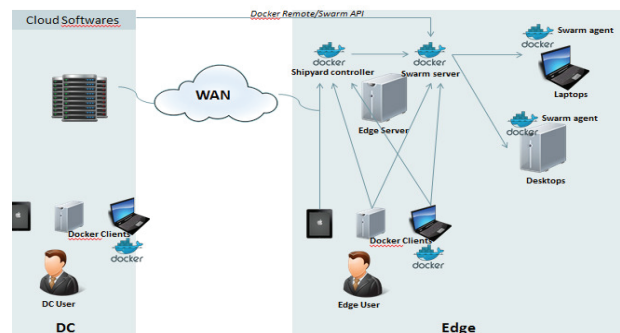 Cloud Softwares
Docker Remote/Swarm API
docker
Shipyard controller
docker
Swarm server
Swarm agent
docker
Laptops
WAN
Edge Server
Swarm agent
docker
Desktops
Docker Clients
docker
DC User
DC
Docker Clients
docker
Edge User
Edge